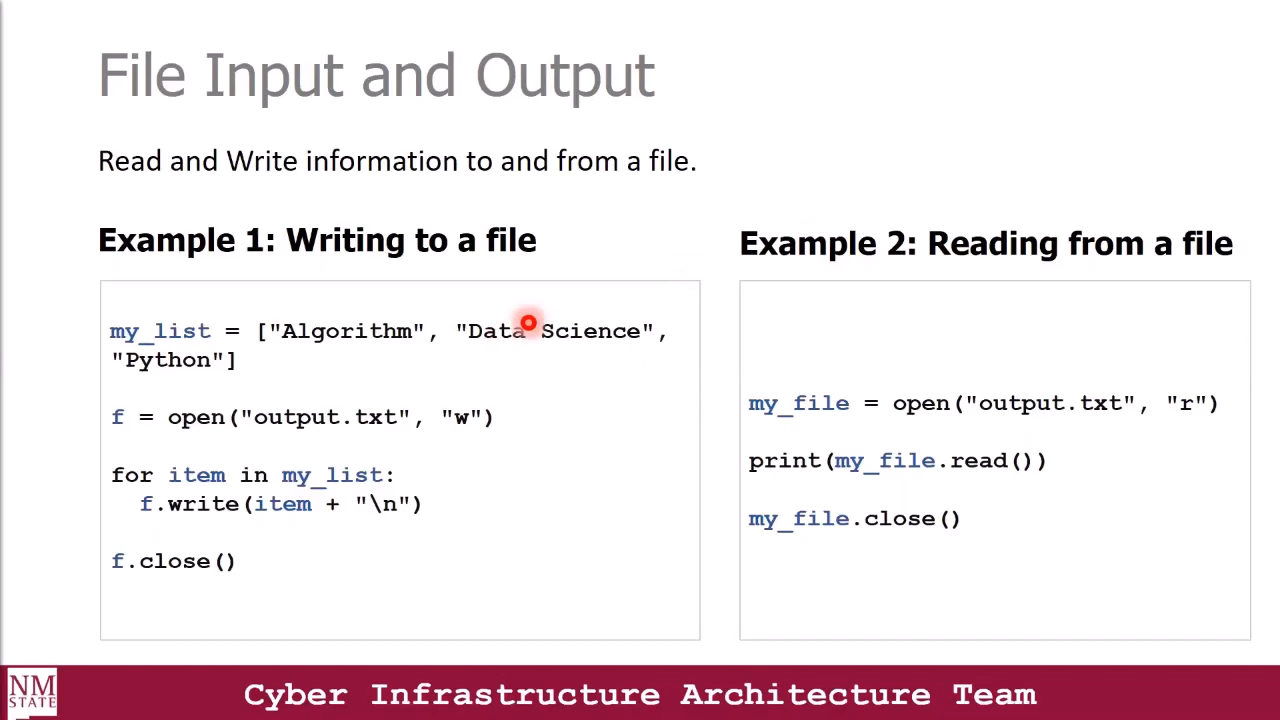 File Input and Output
Read and Write information to and from a file.
Example 1: Writing to a file
my_list = ["Algorithm", "Data Science",
"Python"]
f = open("output.txt", "w")
for item in my_list:
  f.write(item + "\n")
f.close()
Example 2: Reading from a file
my_file = open("output.txt", "r")
print(my_file.read())
my_file.close()
NM
STATE
Cyber Infrastructure Architecture Team